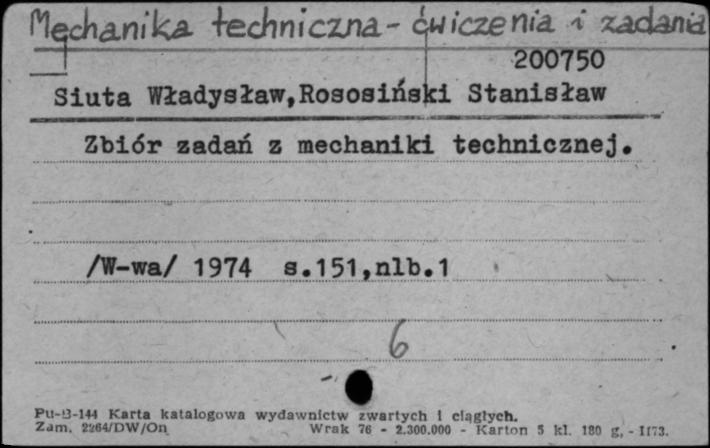 Mechanika techniczna - ćwiczenia i zadania
200750
Siuta Władysław,Rososiński Stanisław
Zbiór zadań z mechaniki technicznej.
/W-wa/ 1974 s.151,nlb.1
6
Pu-B-144 Karta katalogowa wydawnictw zwartych i ciągłych.
Zam. 2264/DW/On Wrak 76 - 2.300.000 - Karton 5 kl. 180 g, - II73.